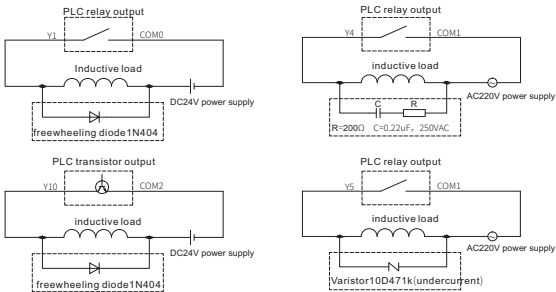 PLC relay output
Y1 COM0
Inductive load
DC24V power supply
freewheeling diode1N404
PLC relay output
Y4 COM1
inductive load
AC220V power supply
C R
R=200Ω C=0.22uF，250VAC
PLC transistor output
Y10 COM2
inductive load
DC24V power supply
freewheeling diode1N404
PLC relay output
Y5 COM1
inductive load
AC220V power supply
Varistor10D471k(undercurrent)